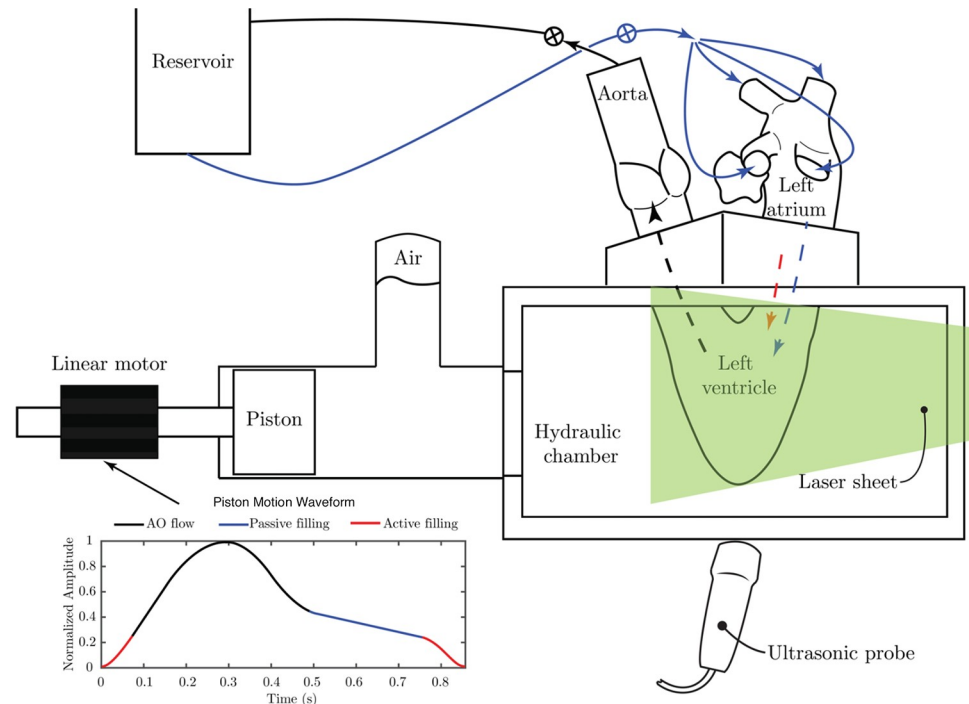 Reservoir
Aorta
Left
atrium
Air
Linear motor
Piston
Left
ventricle
Hydraulic
chamber
Laser sheet
Piston Motion Waveform
AO flow Passive filling Active filling
Normalized Amplitude
1
0.8
0.6
0.4
0.2
0
0 0.1 0.2 0.3 0.4 0.5 0.6 0.7 0.8
Time (s)
Ultrasonic probe